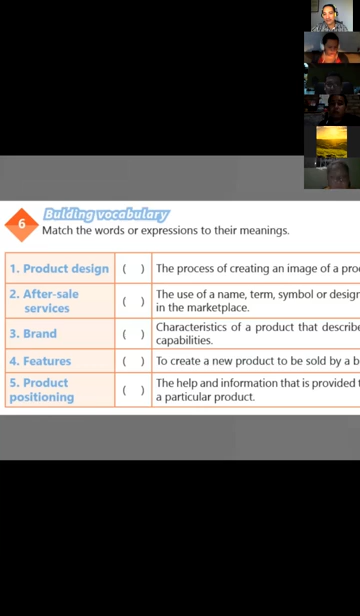 Bulding vocabulary
6
Match the words or expressions to their meanings.
1. Product design ( ) The process of creating an image of a pro
2. After-sale services ( ) The use of a name, term, symbol or desig
in the marketplace.
3. Brand ( ) Characteristics of a product that describe
capabilities.
4. Features ( ) To create a new product to be sold by a b
5. Product positioning ( ) The help and information that is provided t
a particular product.